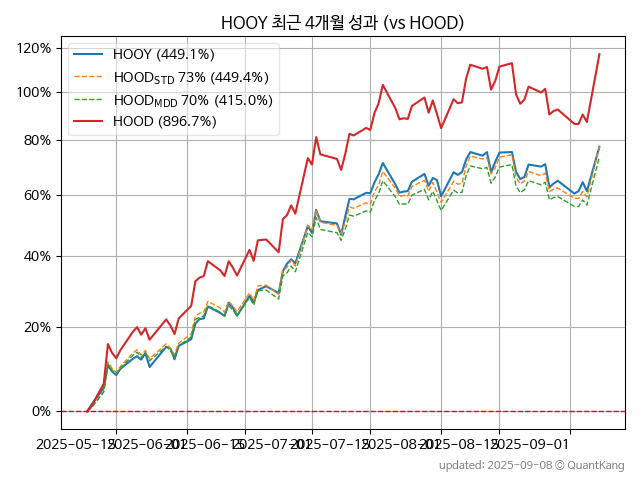 HOOY 최근 4개월 성과 (vs HOOD)
120%
100%
80%
60%
40%
20%
0%
HOOY (449.1%)
HOOD_STD 73% (449.4%)
HOOD_MDD 70% (415.0%)
HOOD (896.7%)
2025-05-15 2025-06-01 2025-06-15 2025-07-01 2025-07-15 2025-08-01 2025-08-15 2025-09-01
updated: 2025-09-08 © QuantKang